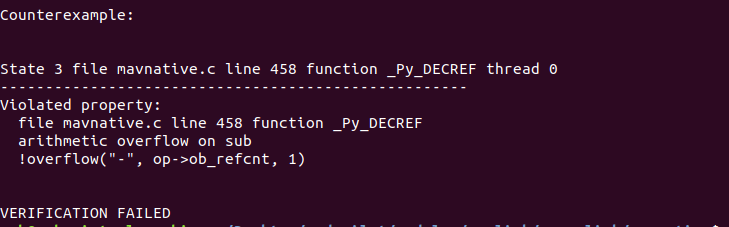 Counterexample:
State 3 file mavnative.c line 458 function _Py_DECREF thread 0
----------------------------------------------------
Violated property:
file mavnative.c line 458 function _Py_DECREF
arithmetic overflow on sub
!overflow("-", op->ob_refcnt, 1)
VERIFICATION FAILED